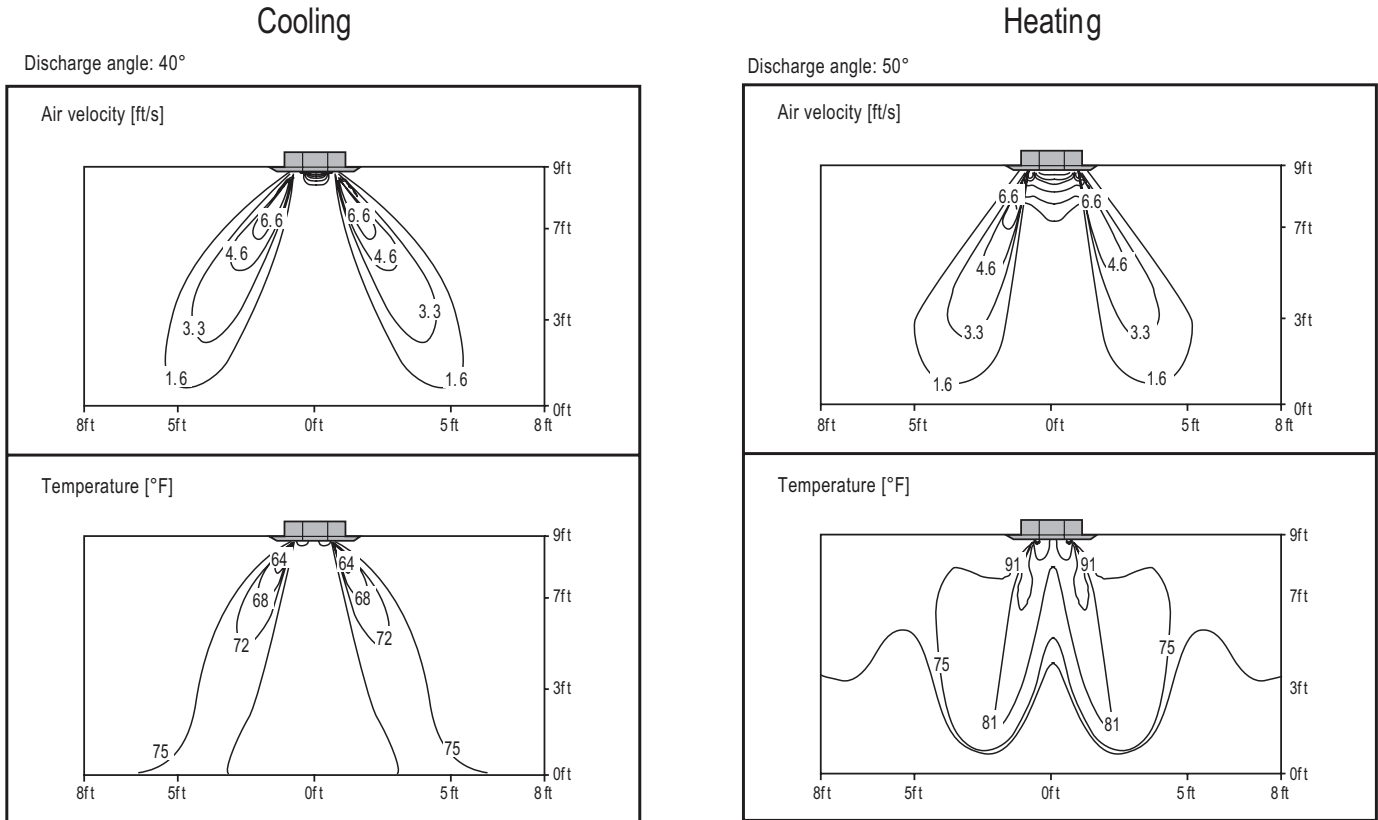 Cooling
Discharge angle: 40°
Air velocity [ft/s]
9ft
6.6 6.6
7ft
4.6 4.6
3.3 3.3
3ft
1.6 1.6
0ft
8ft 5ft 0ft 5ft 8ft
Temperature [°F]
9ft
64 64
7ft
68 68
72 72
3ft
75 75
0ft
8ft 5ft 0ft 5ft 8ft
Heating
Discharge angle: 50°
Air velocity [ft/s]
9ft
6.6 6.6
7ft
4.6 4.6
3ft
3.3 3.3
1.6 1.6
0ft
8ft 5ft 0ft 5ft 8ft
Temperature [°F]
9ft
91 91
7ft
75 75
3ft
81 81
0ft
8ft 5ft 0ft 5ft 8ft